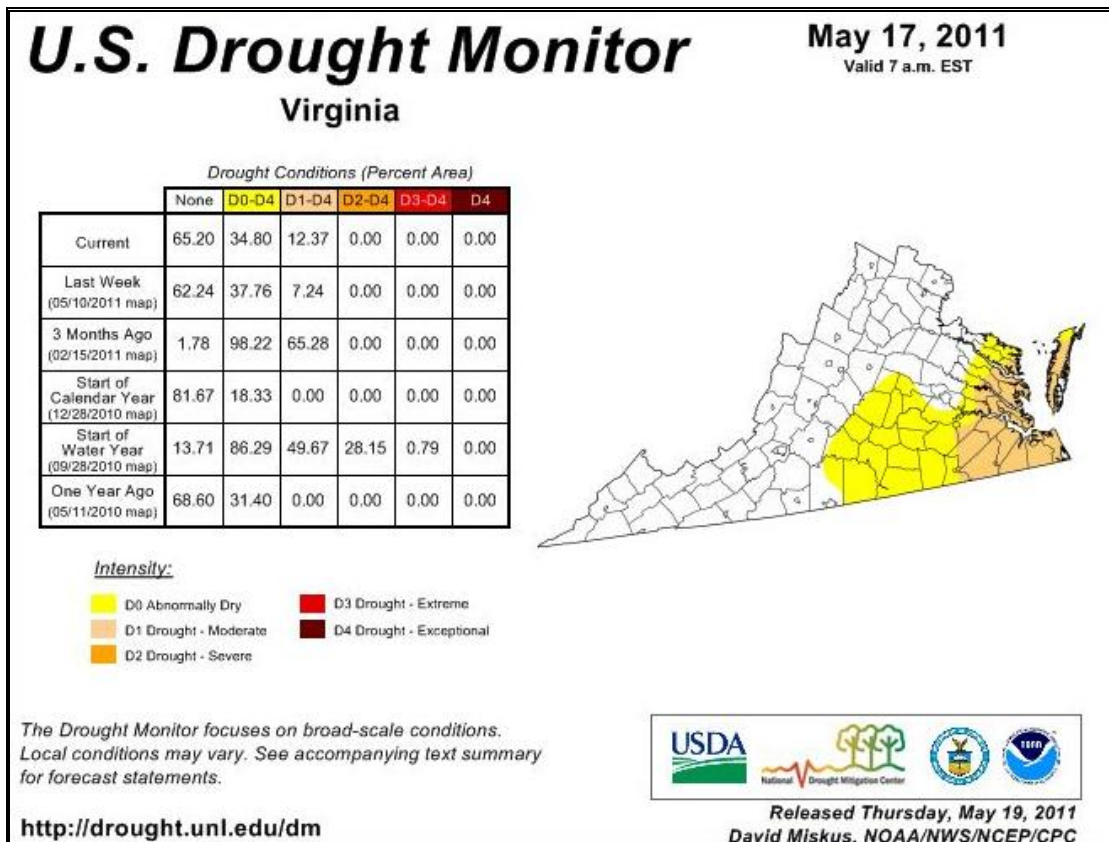 U.S. Drought Monitor
Virginia
May 17, 2011
Valid 7 a.m. EST
Drought Conditions (Percent Area)
None D0-D4 D1-D4 D2-D4 D3-D4 D4
Current 65.20 34.80 12.37 0.00 0.00 0.00
Last Week
(05/10/2011 map) 62.24 37.76 7.24 0.00 0.00 0.00
3 Months Ago
(02/15/2011 map) 1.78 98.22 65.28 0.00 0.00 0.00
Start of
Calendar Year
(12/28/2010 map) 81.67 18.33 0.00 0.00 0.00 0.00
Start of
Water Year
(09/28/2010 map) 13.71 86.29 49.67 28.15 0.79 0.00
One Year Ago
(05/11/2010 map) 68.60 31.40 0.00 0.00 0.00 0.00
Intensity:
D0 Abnormally Dry
D1 Drought - Moderate
D2 Drought - Severe
D3 Drought - Extreme
D4 Drought - Exceptional
The Drought Monitor focuses on broad-scale conditions.
Local conditions may vary. See accompanying text summary
for forecast statements.
http://drought.unl.edu/dm
USDA
National Drought Mitigation Center
Released Thursday, May 19, 2011
David Miskus, NOAA/NWS/NCEP/CPC